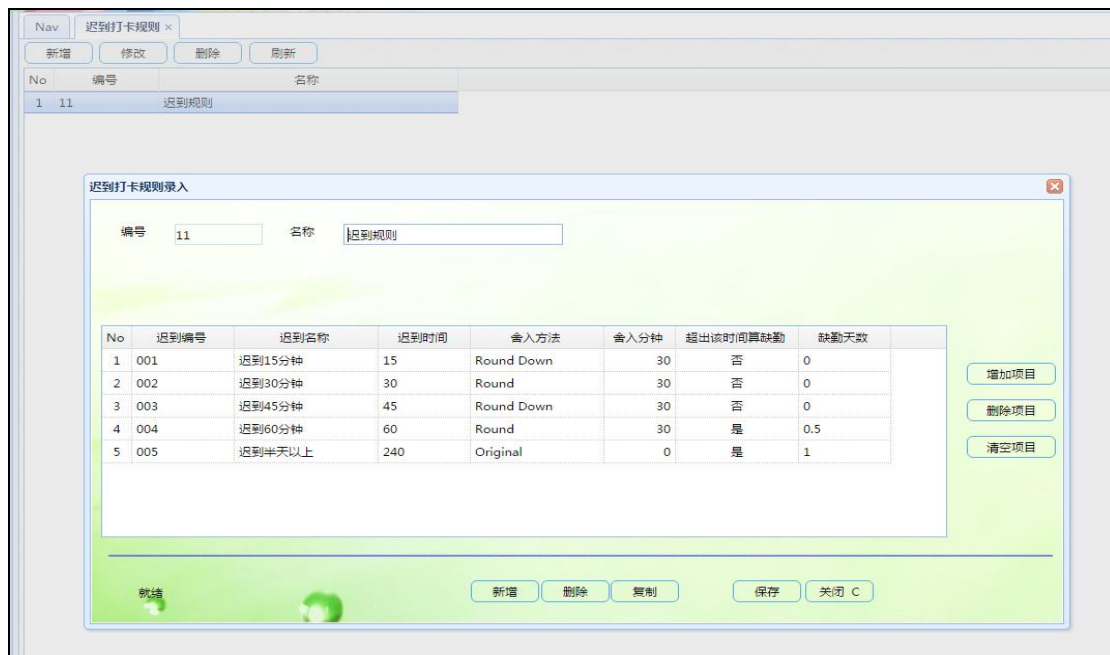 Nav 迟到打卡规则 ×
新增 修改 删除 刷新
No 编号 名称
1 11 迟到规则
迟到打卡规则录入
编号 11 名称 迟到规则
No 迟到编号 迟到名称 迟到时间 舍入方法 舍入分钟 超出该时间算缺勤 缺勤天数
1 001 迟到15分钟 15 Round Down 30 否 0
2 002 迟到30分钟 30 Round 30 否 0
3 003 迟到45分钟 45 Round Down 30 否 0
4 004 迟到60分钟 60 Round 30 是 0.5
5 005 迟到半天以上 240 Original 0 是 1
增加项目
删除项目
清空项目
就绪 新增 删除 复制 保存 关闭 C